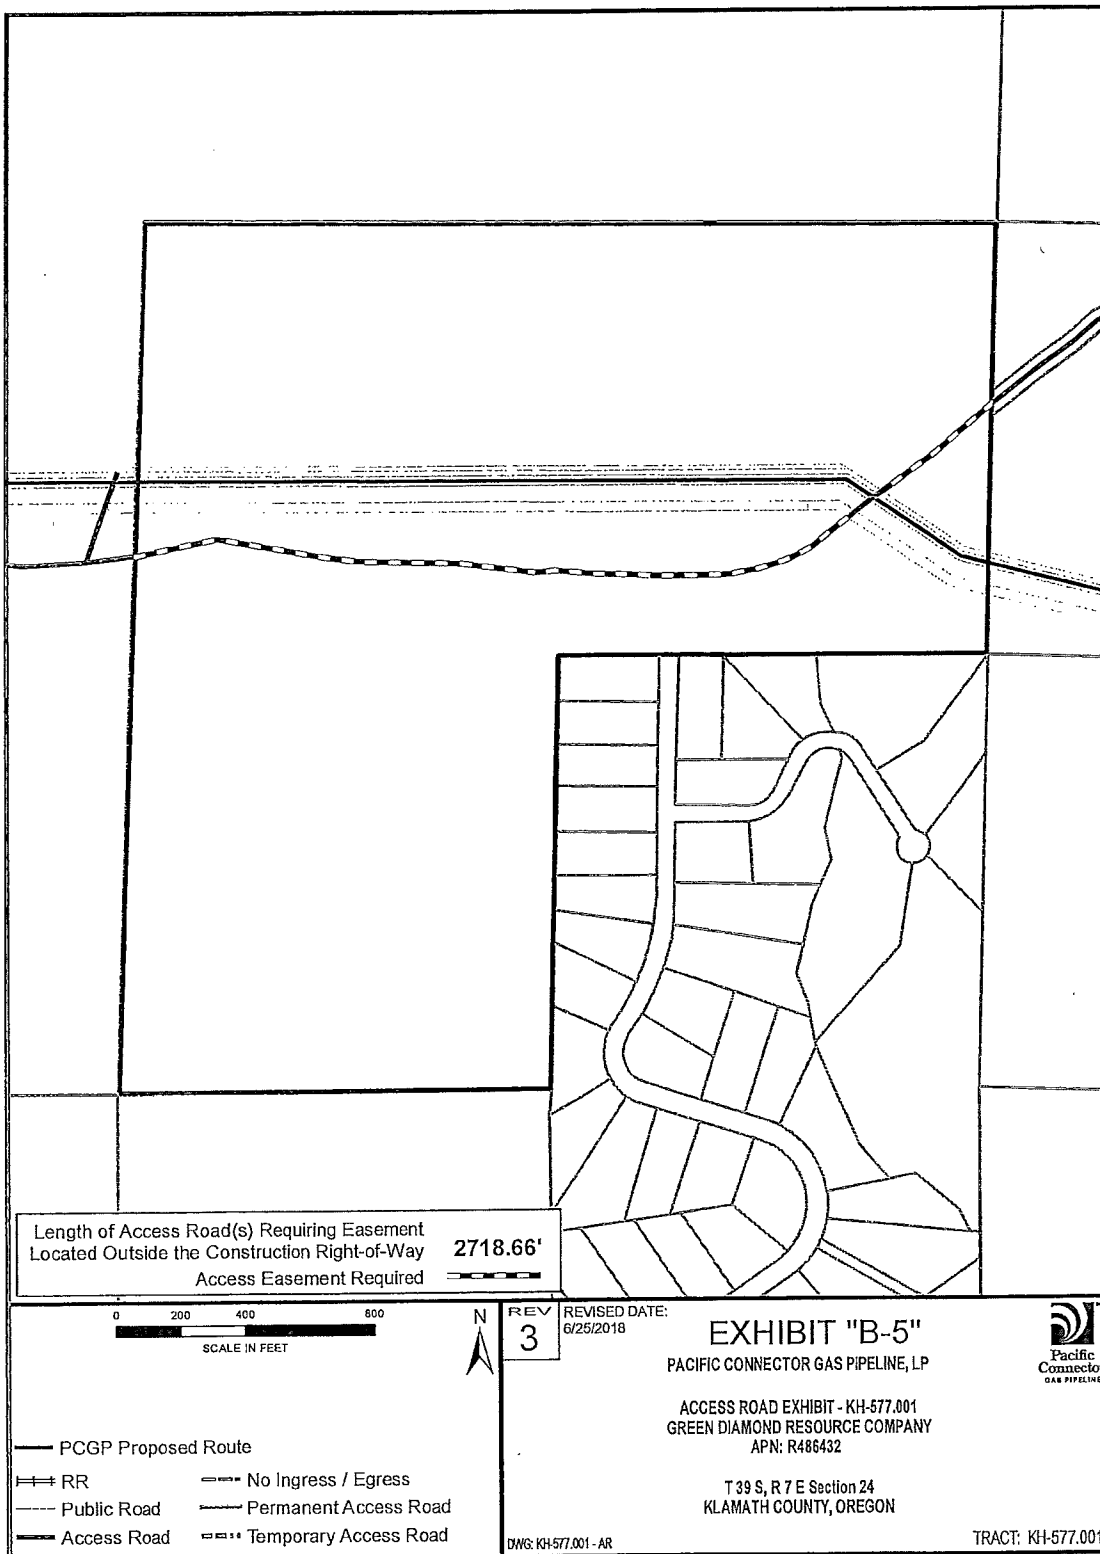 Length of Access Road(s) Requiring Easement
Located Outside the Construction Right-of-Way 2718.66'
Access Easement Required
0 200 400 800
SCALE IN FEET
N
REV
3
REVISED DATE:
6/25/2018
EXHIBIT "B-5"
PACIFIC CONNECTOR GAS PIPELINE, LP
ACCESS ROAD EXHIBIT - KH-577.001
GREEN DIAMOND RESOURCE COMPANY
APN: R486432
T 39 S, R 7 E Section 24
KLAMATH COUNTY, OREGON
Pacific
Connecto
GAS PIPELINE
PCGP Proposed Route
RR
No Ingress / Egress
Public Road
Permanent Access Road
Access Road
Temporary Access Road
DWG: KH-577.001 - AR
TRACT: KH-577.001